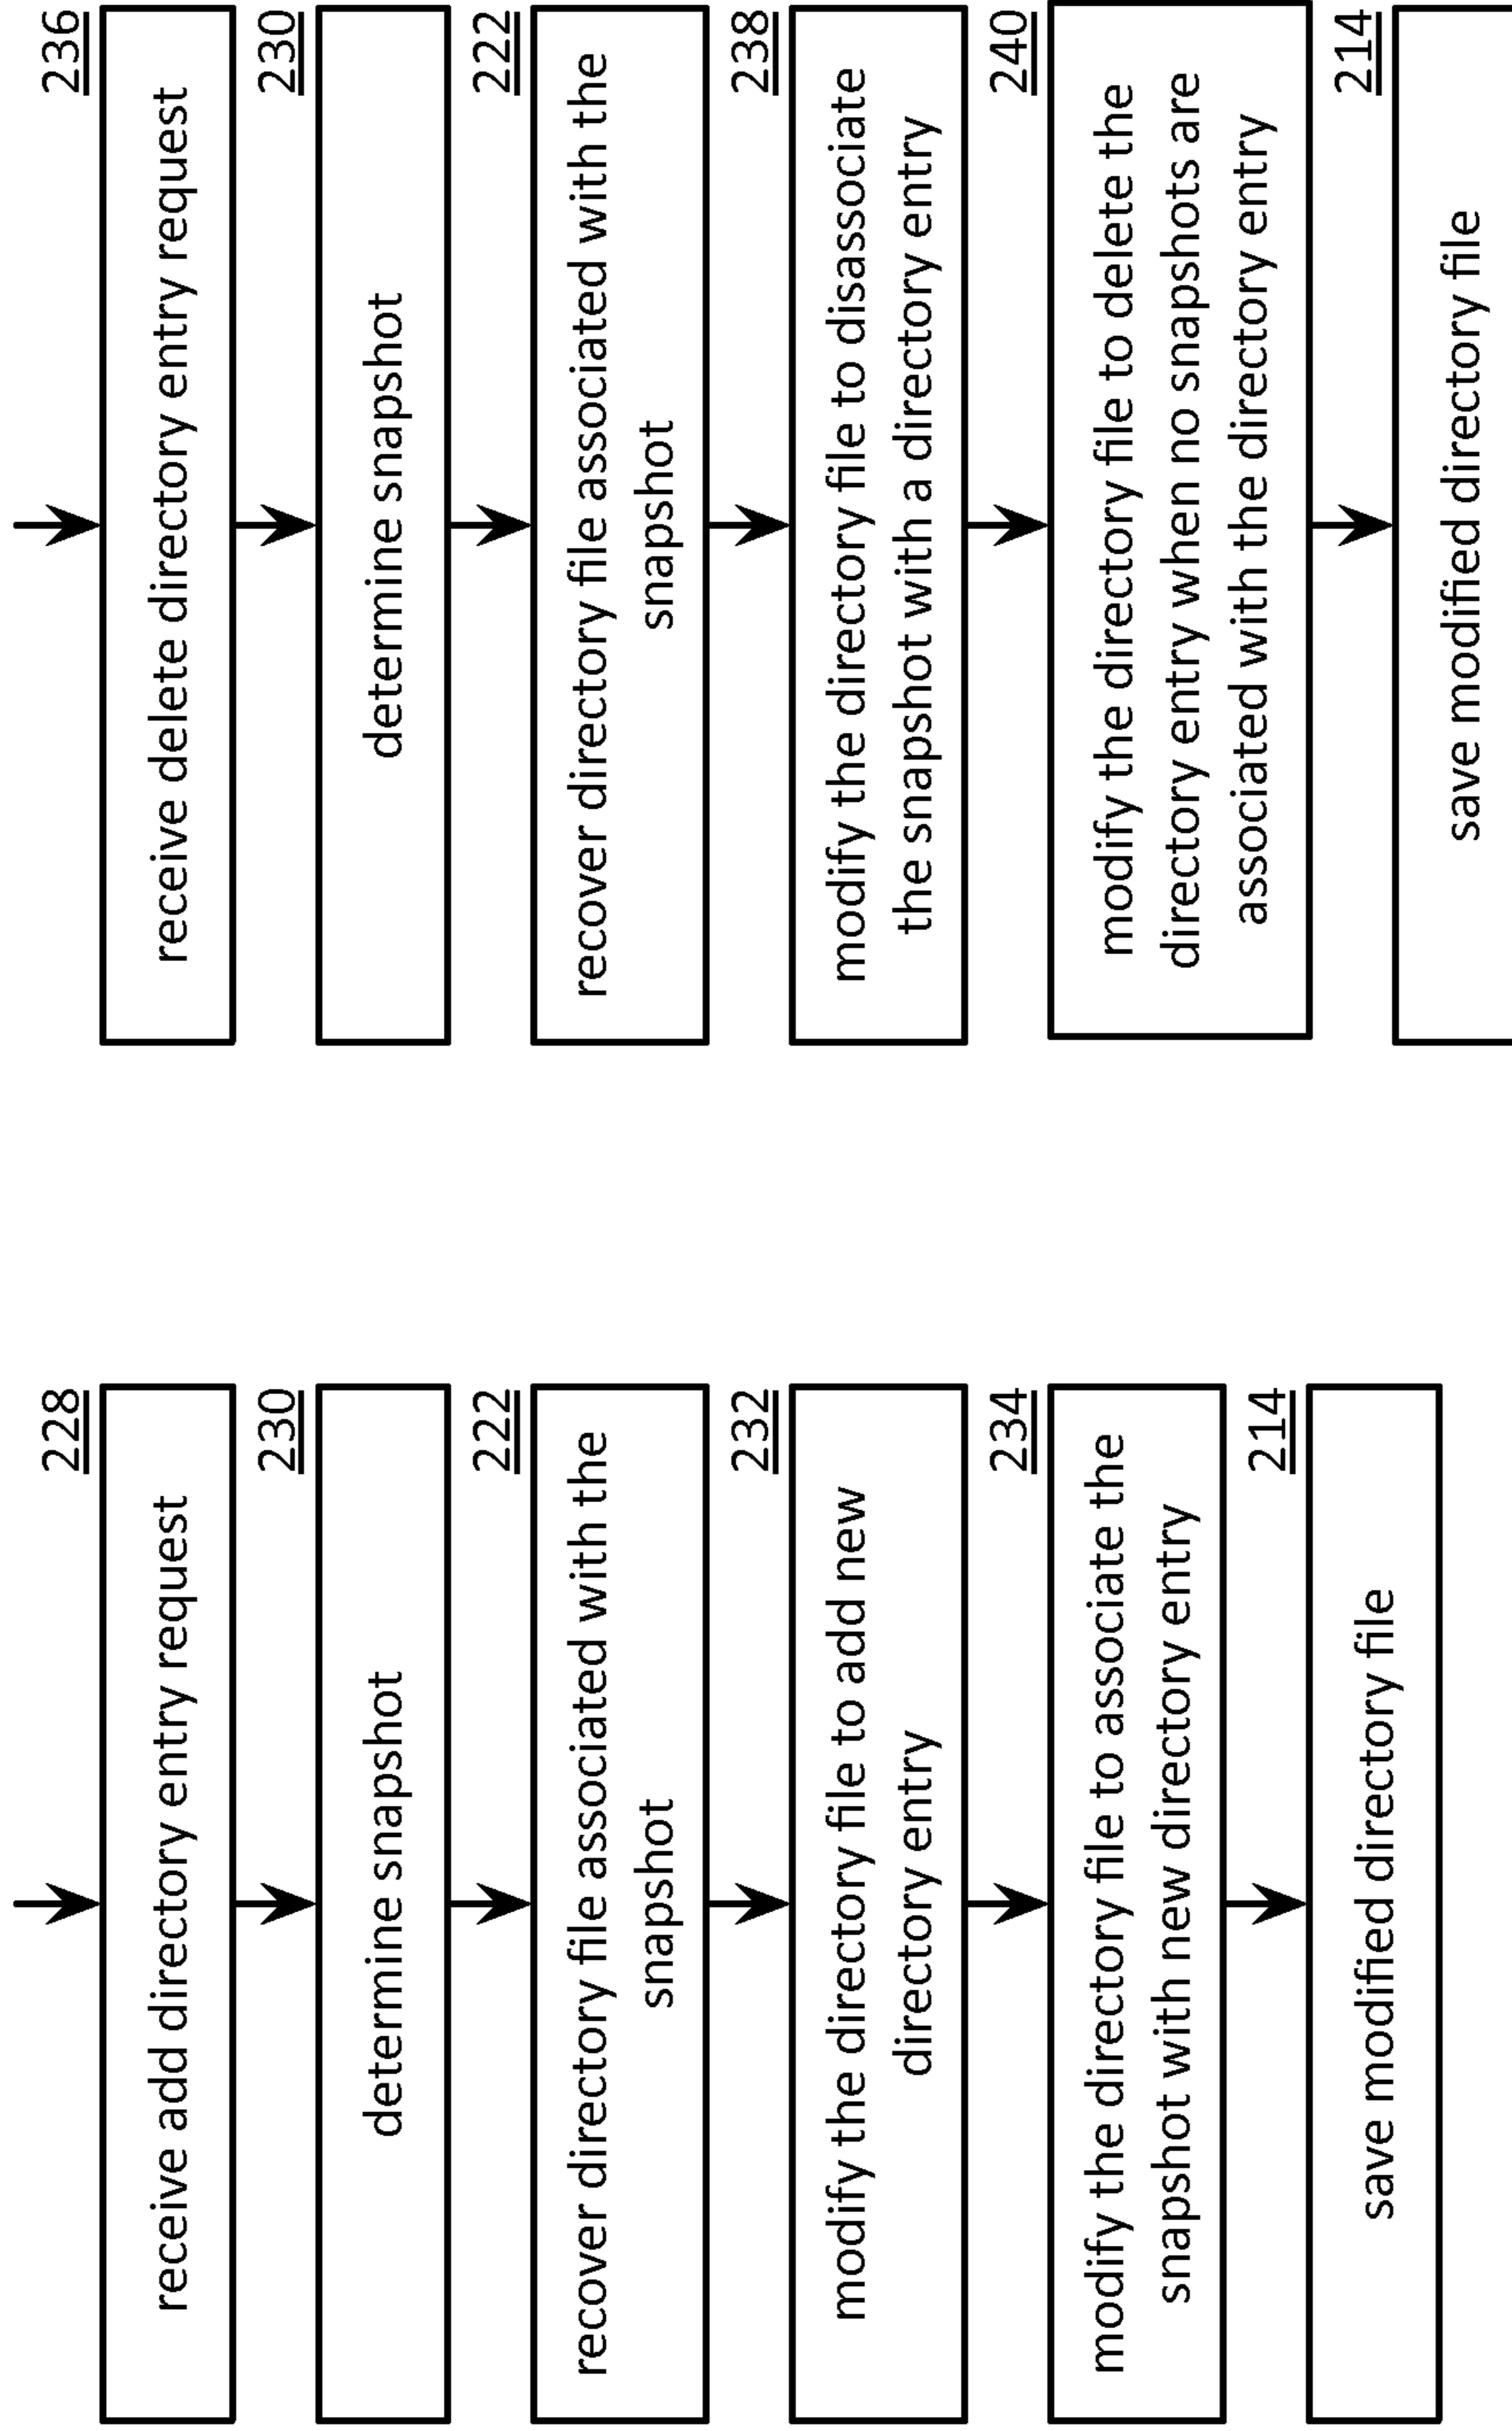 228
receive add directory entry request
230
determine snapshot
222
recover directory file associated with the
snapshot
232
modify the directory file to add new
directory entry
234
modify the directory file to associate the
snapshot with new directory entry
214
save modified directory file
236
receive delete directory entry request
230
determine snapshot
222
recover directory file associated with the
snapshot
238
modify the directory file to disassociate
the snapshot with a directory entry
240
modify the directory file to delete the
directory entry when no snapshots are
associated with the directory entry
214
save modified directory file